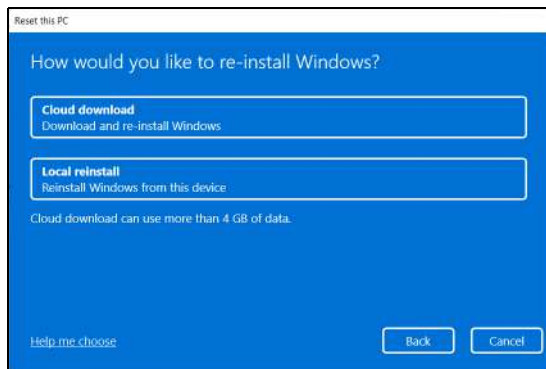 Reset this PC
How would you like to re-install Windows?
Cloud download
Download and re-install Windows
Local reinstall
Reinstall Windows from this device
Cloud download can use more than 4 GB of data.
Help me choose
Back
Cancel